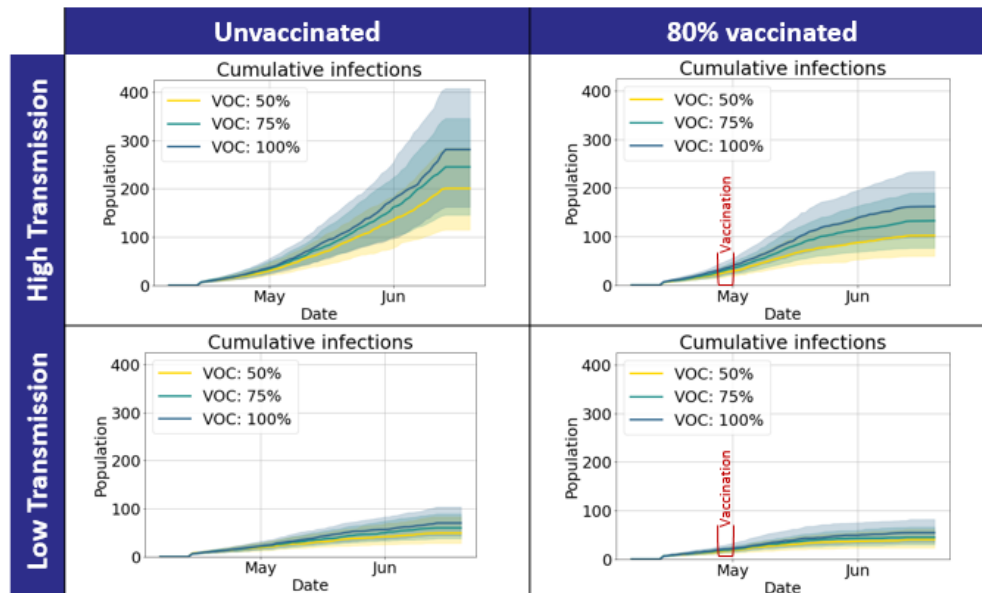 Unvaccinated
80% vaccinated
High Transmission
Cumulative infections
400
300
200
100
0
Population
VOC: 50%
VOC: 75%
VOC: 100%
May
Jun
Date
Cumulative infections
400
300
200
100
0
Population
VOC: 50%
VOC: 75%
VOC: 100%
Vaccination
May
Jun
Date
Low Transmission
Cumulative infections
400
300
200
100
0
Population
VOC: 50%
VOC: 75%
VOC: 100%
May
Jun
Date
Cumulative infections
400
300
200
100
0
Population
VOC: 50%
VOC: 75%
VOC: 100%
Vaccination
May
Jun
Date